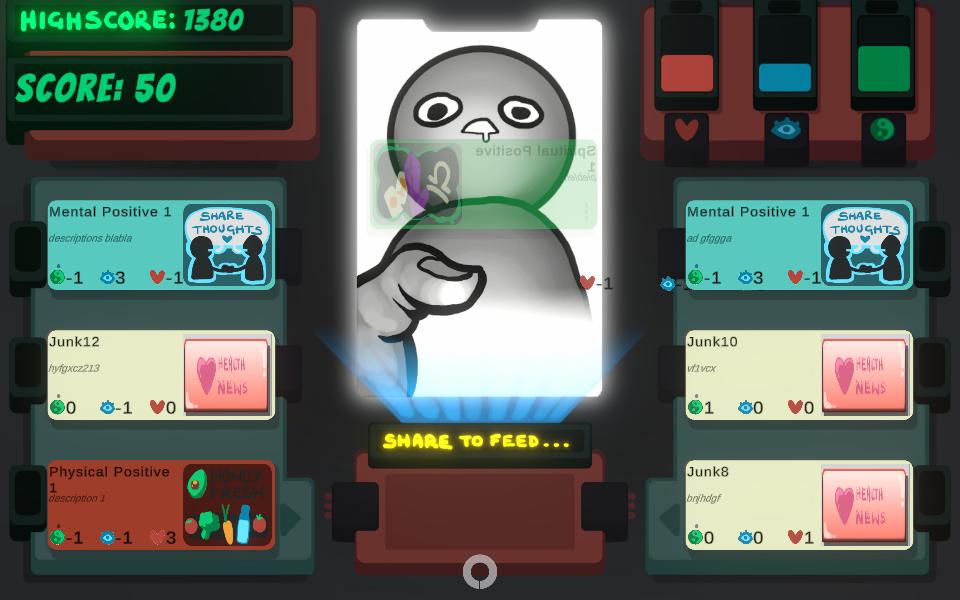 HIGHSCORE: 1380
SCORE: 50
Mental Positive 1
descriptions blabla
-1 3 -1
SHARE THOUGHTS
Junk12
hyfgxcz213
0 -1 0
HEALTH NEWS
Physical Positive
1
description 1
-1 -1 3
HOWDY FRESH
Spiritual Positive
1
-1
SHARE TO FEED...
Mental Positive 1
ad gfggga
-1 3 -1
SHARE THOUGHTS
Junk10
vf1vcx
1 0 0
HEALTH NEWS
Junk8
bnjhdgf
0 0 1
HEALTH NEWS